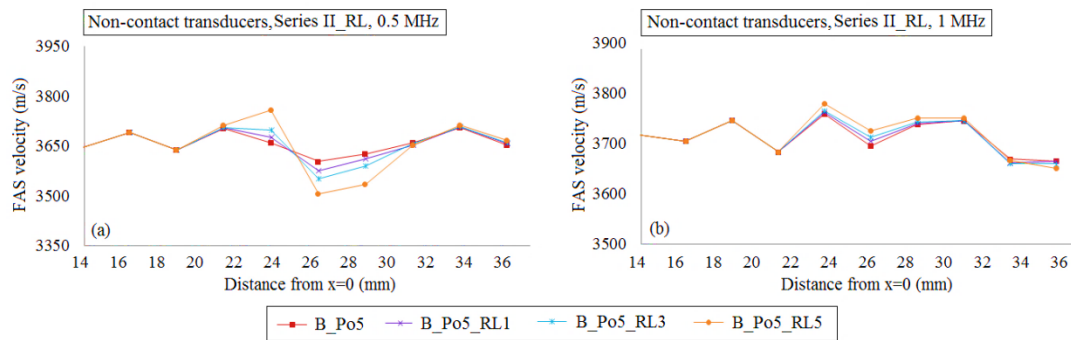 Non-contact transducers, Series II_RL, 0.5 MHz
3950
3800
3650
3500
3350
FAS velocity (m/s)
(a)
14 16 18 20 22 24 26 28 30 32 34 36
Distance from x=0 (mm)
Non-contact transducers, Series II_RL, 1 MHz
3900
3800
3700
3600
3500
FAS velocity (m/s)
(b)
14 16 18 20 22 24 26 28 30 32 34 36
Distance from x=0 (mm)
B_Po5 B_Po5_RL1 B_Po5_RL3 B_Po5_RL5